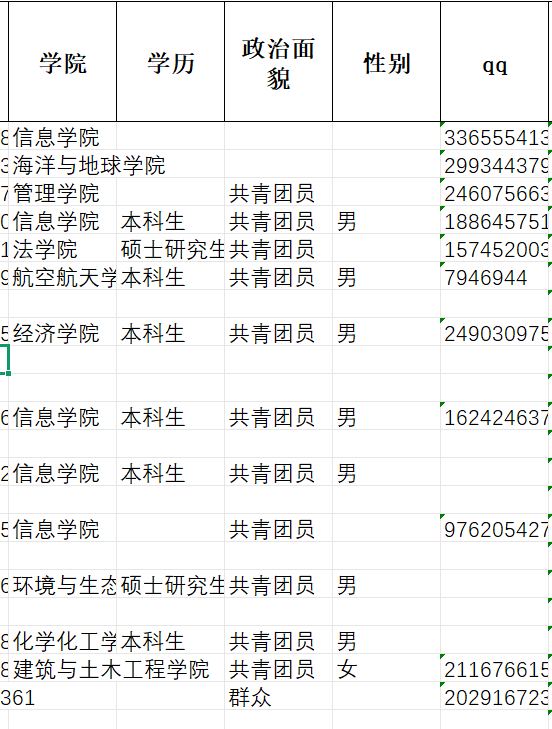 学院 学历 政治面貌 性别 qq
8 信息学院 336555413
3 海洋与地球学院 299344379
7 管理学院 共青团员 246075663
0 信息学院 本科生 共青团员 男 188645751
1 法学院 硕士研究生 共青团员 157452003
9 航空航天学 本科生 共青团员 男 7946944
5 经济学院 本科生 共青团员 男 249030975
6 信息学院 本科生 共青团员 男 162424637
2 信息学院 本科生 共青团员 男
5 信息学院 共青团员 976205427
6 环境与生态 硕士研究生 共青团员 男
8 化学化工学 本科生 共青团员 男
8 建筑与土木工程学院 共青团员 女 211676615
361 群众 202916723